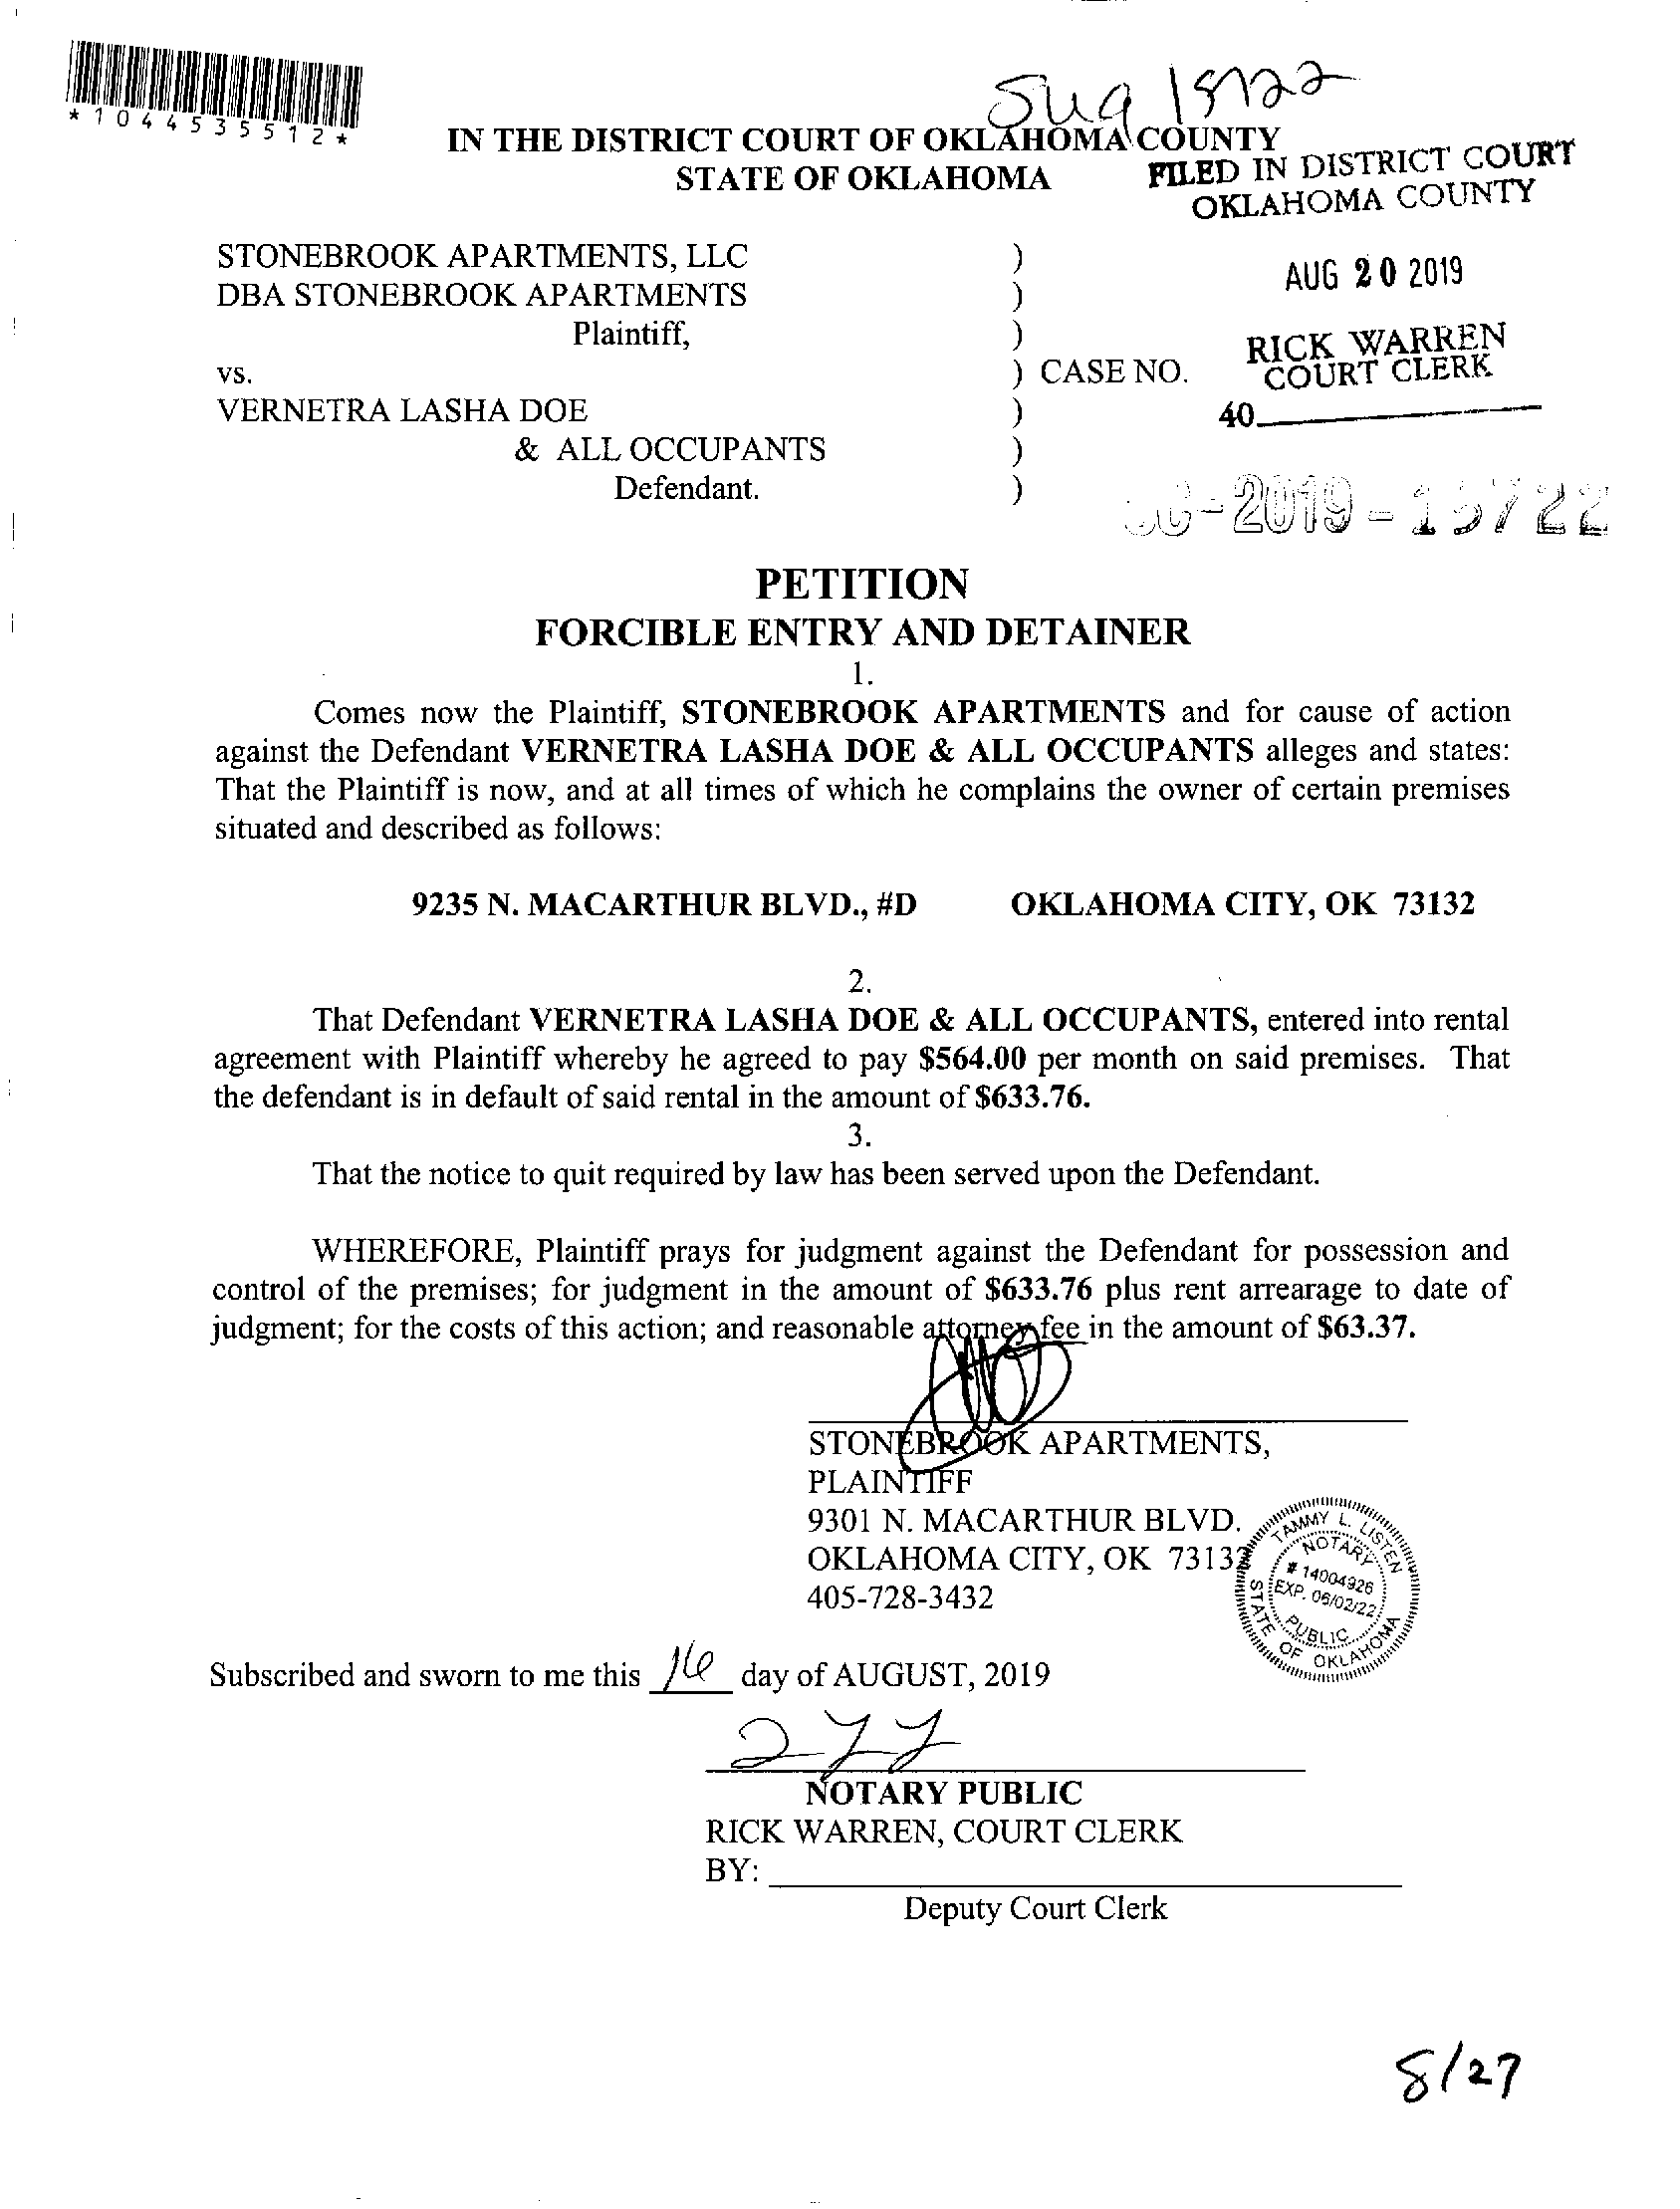 *1044535512*
IN THE DISTRICT COURT OF OKLAHOMA COUNTY
STATE OF OKLAHOMA
FILED IN DISTRICT COURT
OKLAHOMA COUNTY
AUG 20 2019
RICK WARREN
COURT CLERK
40
STONEBROOK APARTMENTS, LLC )
DBA STONEBROOK APARTMENTS )
Plaintiff, )
vs. ) CASE NO.
VERNETRA LASHA DOE )
& ALL OCCUPANTS )
Defendant. )
-2019-15722
PETITION
FORCIBLE ENTRY AND DETAINER
1.
Comes now the Plaintiff, STONEBROOK APARTMENTS and for cause of action
against the Defendant VERNETRA LASHA DOE & ALL OCCUPANTS alleges and states:
That the Plaintiff is now, and at all times of which he complains the owner of certain premises
situated and described as follows:
9235 N. MACARTHUR BLVD., #D OKLAHOMA CITY, OK 73132
2.
That Defendant VERNETRA LASHA DOE & ALL OCCUPANTS, entered into rental
agreement with Plaintiff whereby he agreed to pay $564.00 per month on said premises. That
the defendant is in default of said rental in the amount of $633.76.
3.
That the notice to quit required by law has been served upon the Defendant.
WHEREFORE, Plaintiff prays for judgment against the Defendant for possession and
control of the premises; for judgment in the amount of $633.76 plus rent arrearage to date of
judgment; for the costs of this action; and reasonable attorney fee in the amount of $63.37.
STONEBROOK APARTMENTS,
PLAINTIFF
9301 N. MACARTHUR BLVD.
OKLAHOMA CITY, OK 73132
405-728-3432
TAMMY L. LISTEN
NOTARY
# 14004926
EXP. 06/02/22
PUBLIC
STATE OF OKLAHOMA
Subscribed and sworn to me this 16 day of AUGUST, 2019
NOTARY PUBLIC
RICK WARREN, COURT CLERK
BY:
Deputy Court Clerk
8/27